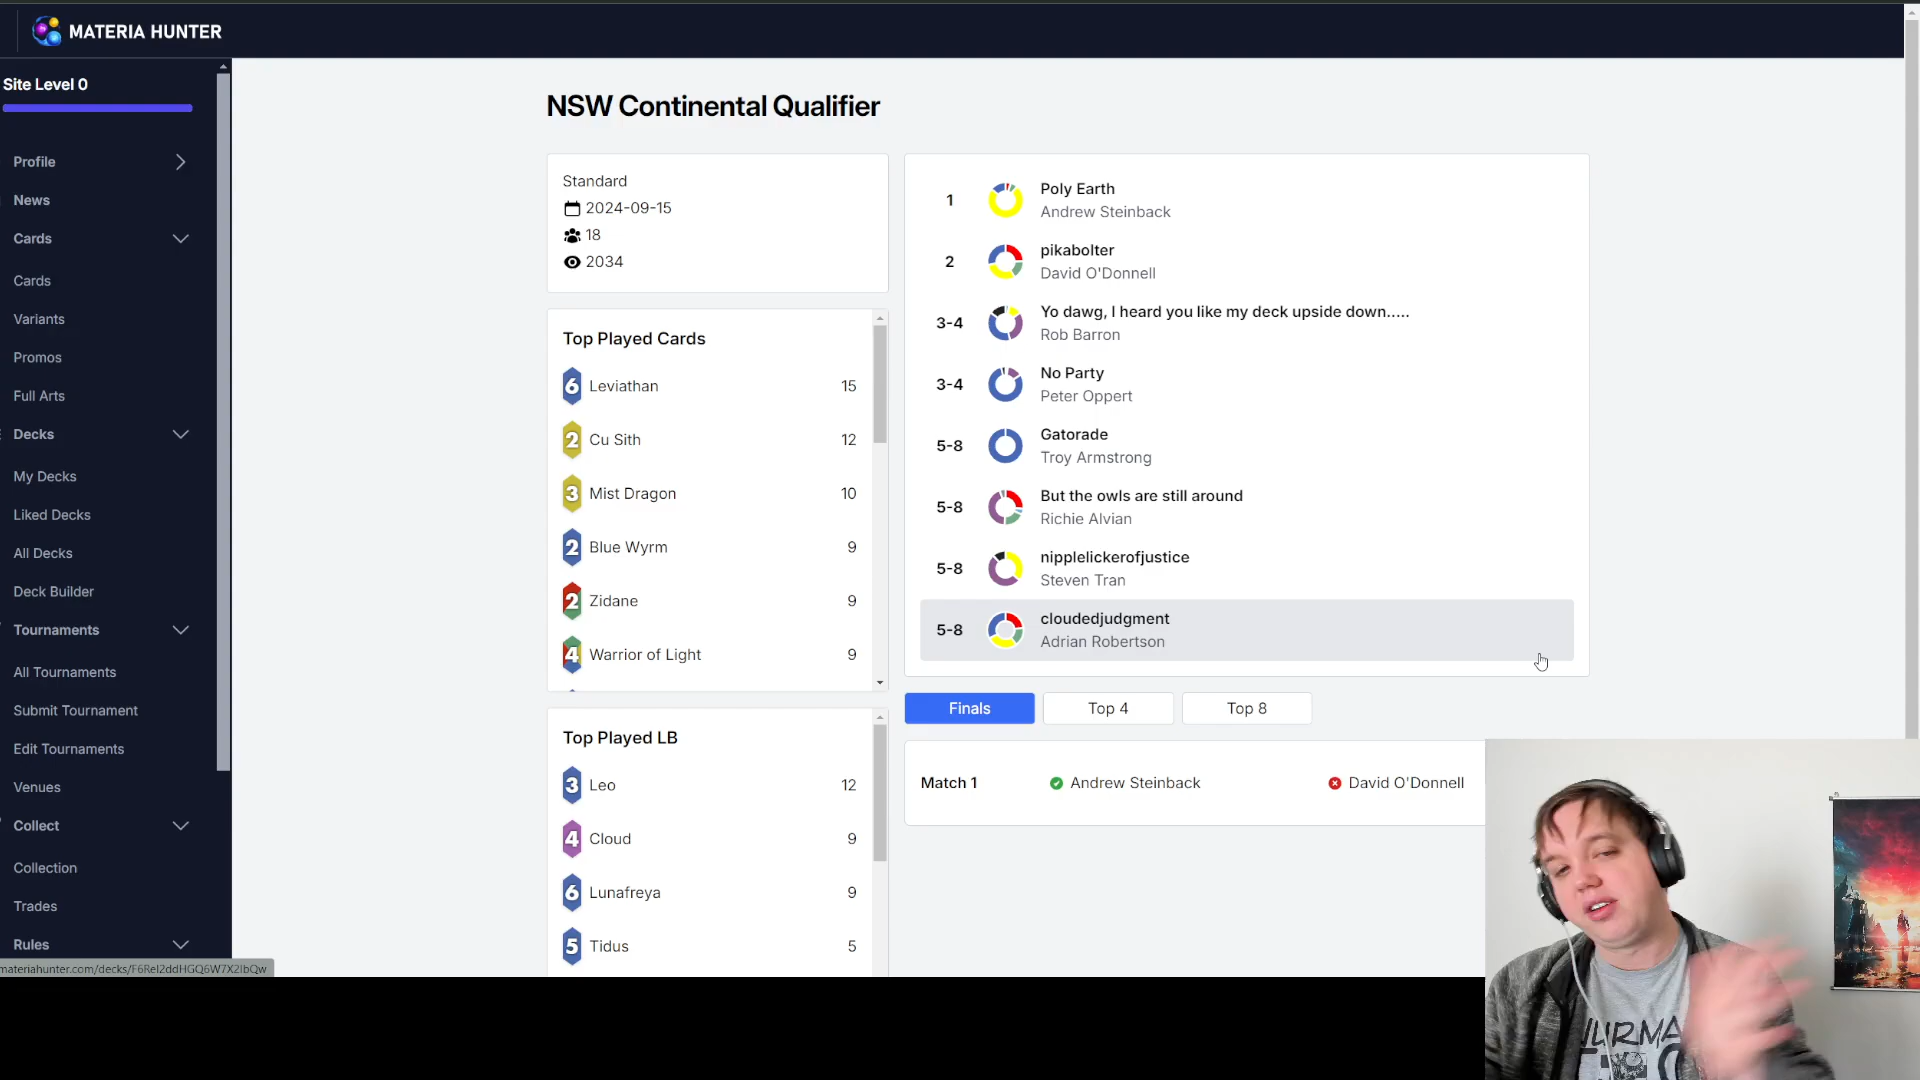 MATERIA HUNTER
Site Level 0
Profile
News
Cards
Cards
Variants
Promos
Full Arts
Decks
My Decks
Liked Decks
All Decks
Deck Builder
Tournaments
All Tournaments
Submit Tournament
Edit Tournaments
Venues
Collect
Collection
Trades
Rules
materiahunter.com/decks/F6Rel2ddHGQ6W7X2IbQw
NSW Continental Qualifier
Standard
2024-09-15
18
2034
Top Played Cards
6 Leviathan 15
2 Cu Sith 12
3 Mist Dragon 10
2 Blue Wyrm 9
2 Zidane 9
4 Warrior of Light 9
Top Played LB
3 Leo 12
4 Cloud 9
6 Lunafreya 9
5 Tidus 5
1 Poly Earth
Andrew Steinback
2 pikabolter
David O'Donnell
3-4 Yo dawg, I heard you like my deck upside down.....
Rob Barron
3-4 No Party
Peter Oppert
5-8 Gatorade
Troy Armstrong
5-8 But the owls are still around
Richie Alvian
5-8 nipplelickerofjustice
Steven Tran
5-8 cloudedjudgment
Adrian Robertson
Finals Top 4 Top 8
Match 1 Andrew Steinback David O'Donnell